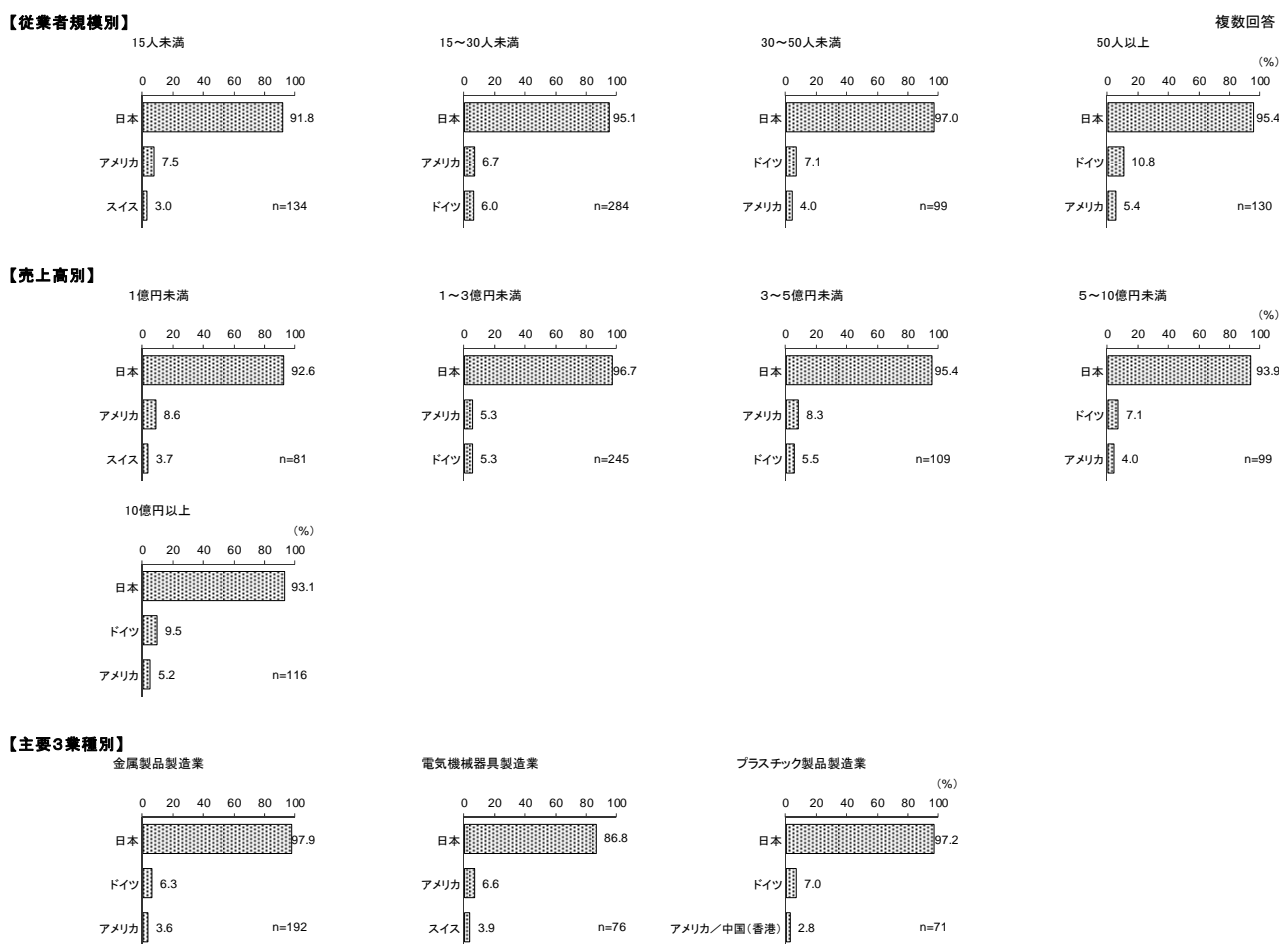 【従業者規模別】 複数回答
15人未満 15～30人未満 30～50人未満 50人以上
(%)
0 20 40 60 80 100 0 20 40 60 80 100 0 20 40 60 80 100 0 20 40 60 80 100
日本 91.8 日本 95.1 日本 97.0 日本 95.4
アメリカ 7.5 アメリカ 6.7 ドイツ 7.1 ドイツ 10.8
スイス 3.0 n=134 ドイツ 6.0 n=284 アメリカ 4.0 n=99 アメリカ 5.4 n=130
【売上高別】
1億円未満 1～3億円未満 3～5億円未満 5～10億円未満
(%)
0 20 40 60 80 100 0 20 40 60 80 100 0 20 40 60 80 100 0 20 40 60 80 100
日本 92.6 日本 96.7 日本 95.4 日本 93.9
アメリカ 8.6 アメリカ 5.3 アメリカ 8.3 ドイツ 7.1
スイス 3.7 n=81 ドイツ 5.3 n=245 ドイツ 5.5 n=109 アメリカ 4.0 n=99
10億円以上
(%)
0 20 40 60 80 100
日本 93.1
ドイツ 9.5
アメリカ 5.2 n=116
【主要3業種別】
金属製品製造業 電気機械器具製造業 プラスチック製品製造業
(%)
0 20 40 60 80 100 0 20 40 60 80 100 0 20 40 60 80 100
日本 97.9 日本 86.8 日本 97.2
ドイツ 6.3 アメリカ 6.6 ドイツ 7.0
アメリカ 3.6 n=192 スイス 3.9 n=76 アメリカ／中国(香港) 2.8 n=71